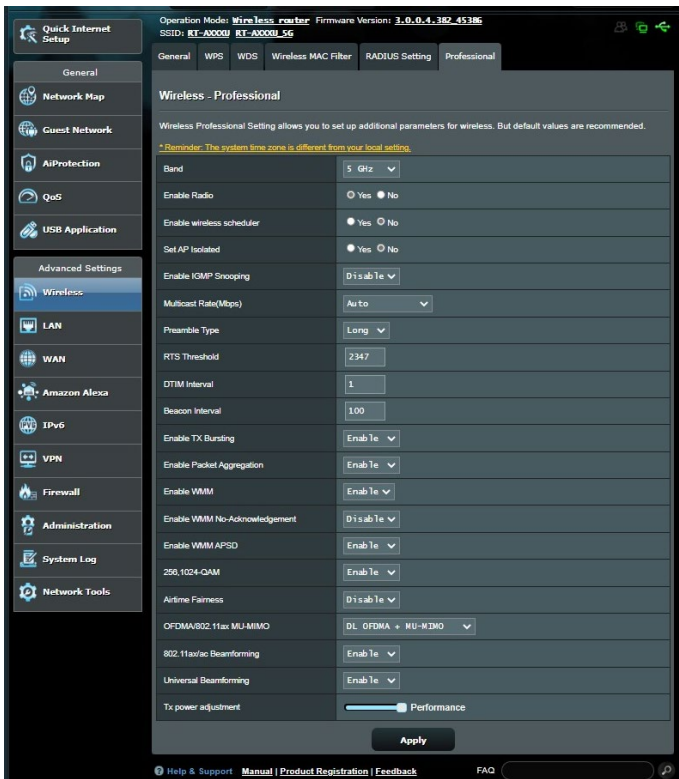 Quick Internet
Setup
General
Network Map
Guest Network
AiProtection
QoS
USB Application
Advanced Settings
Wireless
LAN
WAN
Amazon Alexa
IPv6
VPN
Firewall
Administration
System Log
Network Tools
Operation Mode: Wireless router Firmware Version: 3.0.0.4.382_45386
SSID: RT-AXXXU RT-AXXXU_5G
General WPS WDS Wireless MAC Filter RADIUS Setting Professional
Wireless - Professional
Wireless Professional Setting allows you to set up additional parameters for wireless. But default values are recommended.
* Reminder: The system time zone is different from your local setting.
Band 5 GHz
Enable Radio Yes No
Enable wireless scheduler Yes No
Set AP Isolated Yes No
Enable IGMP Snooping Disable
Multicast Rate(Mbps) Auto
Preamble Type Long
RTS Threshold 2347
DTIM Interval 1
Beacon Interval 100
Enable TX Bursting Enable
Enable Packet Aggregation Enable
Enable WMM Enable
Enable WMM No-Acknowledgement Disable
Enable WMM APSD Enable
256,1024-QAM Enable
Airtime Fairness Disable
OFDMA/802.11ax MU-MIMO DL OFDMA + MU-MIMO
802.11ax/ac Beamforming Enable
Universal Beamforming Enable
Tx power adjustment Performance
Apply
Help & Support Manual | Product Registration | Feedback FAQ